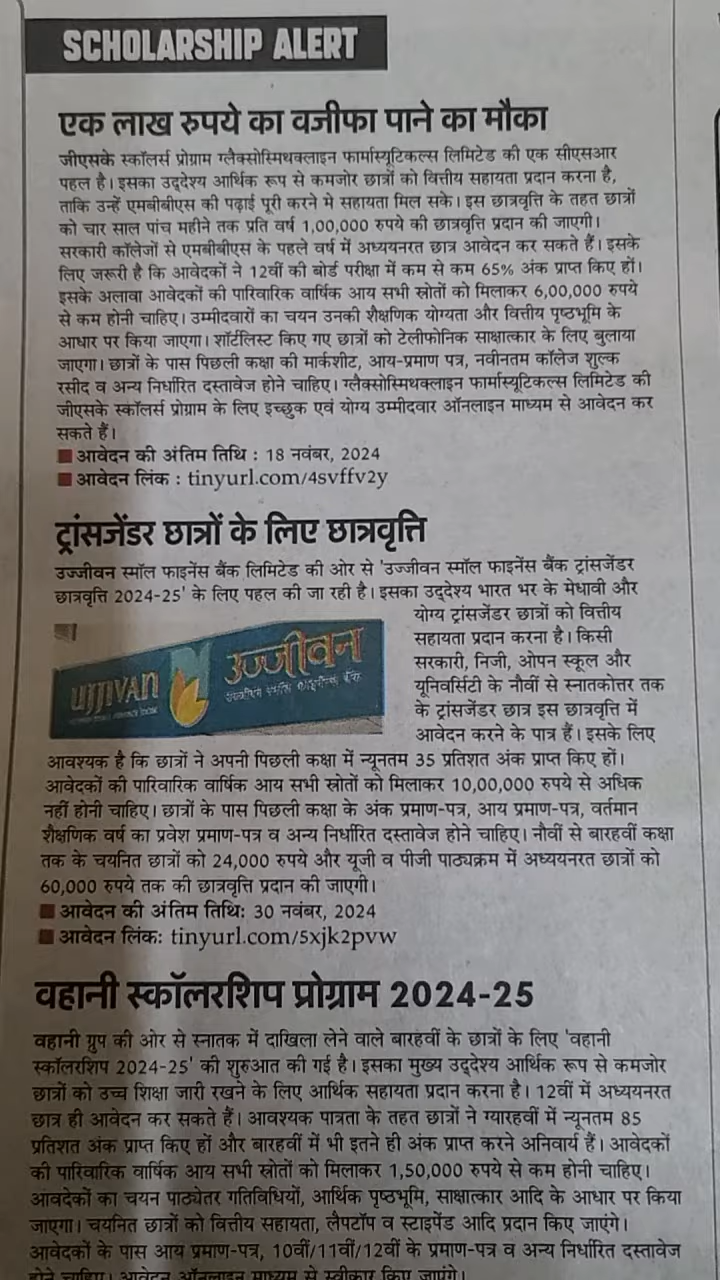 SCHOLARSHIP ALERT
एक लाख रुपये का वजीफा पाने का मौका
जीएसके स्कॉलर्स प्रोग्राम ग्लैक्सोस्मिथक्लाइन फार्मास्यूटिकल्स लिमिटेड की एक सीएसआर
पहल है। इसका उद्देश्य आर्थिक रूप से कमजोर छात्रों को वित्तीय सहायता प्रदान करना है,
ताकि उन्हें एमबीबीएस की पढ़ाई पूरी करने मे सहायता मिल सके। इस छात्रवृत्ति के तहत छात्रों
को चार साल पांच महीने तक प्रति वर्ष 1,00,000 रुपये की छात्रवृत्ति प्रदान की जाएगी।
सरकारी कॉलेजों से एमबीबीएस के पहले वर्ष में अध्ययनरत छात्र आवेदन कर सकते हैं। इसके
लिए जरूरी है कि आवेदकों ने 12वीं की बोर्ड परीक्षा में कम से कम 65% अंक प्राप्त किए हों।
इसके अलावा आवेदकों की पारिवारिक वार्षिक आय सभी स्रोतों को मिलाकर 6,00,000 रुपये
से कम होनी चाहिए। उम्मीदवारों का चयन उनकी शैक्षणिक योग्यता और वित्तीय पृष्ठभूमि के
आधार पर किया जाएगा। शॉर्टलिस्ट किए गए छात्रों को टेलीफोनिक साक्षात्कार के लिए बुलाया
जाएगा। छात्रों के पास पिछली कक्षा की मार्कशीट, आय-प्रमाण पत्र, नवीनतम कॉलेज शुल्क
रसीद व अन्य निर्धारित दस्तावेज होने चाहिए। ग्लैक्सोस्मिथक्लाइन फार्मास्यूटिकल्स लिमिटेड की
जीएसके स्कॉलर्स प्रोग्राम के लिए इच्छुक एवं योग्य उम्मीदवार ऑनलाइन माध्यम से आवेदन कर
सकते हैं।
आवेदन की अंतिम तिथि : 18 नवंबर, 2024
आवेदन लिंक : tinyurl.com/4svffv2y
ट्रांसजेंडर छात्रों के लिए छात्रवृत्ति
उज्जीवन स्मॉल फाइनेंस बैंक लिमिटेड की ओर से 'उज्जीवन स्मॉल फाइनेंस बैंक ट्रांसजेंडर
छात्रवृत्ति 2024-25' के लिए पहल की जा रही है। इसका उद्देश्य भारत भर के मेधावी और
योग्य ट्रांसजेंडर छात्रों को वित्तीय
सहायता प्रदान करना है। किसी
सरकारी, निजी, ओपन स्कूल और
यूनिवर्सिटी के नौवीं से स्नातकोत्तर तक
के ट्रांसजेंडर छात्र इस छात्रवृत्ति में
आवेदन करने के पात्र हैं। इसके लिए
UJJIVAN
उज्जीवन
आवश्यक है कि छात्रों ने अपनी पिछली कक्षा में न्यूनतम 35 प्रतिशत अंक प्राप्त किए हों।
आवेदकों की पारिवारिक वार्षिक आय सभी स्रोतों को मिलाकर 10,00,000 रुपये से अधिक
नहीं होनी चाहिए। छात्रों के पास पिछली कक्षा के अंक प्रमाण-पत्र, आय प्रमाण-पत्र, वर्तमान
शैक्षणिक वर्ष का प्रवेश प्रमाण-पत्र व अन्य निर्धारित दस्तावेज होने चाहिए। नौवीं से बारहवीं कक्षा
तक के चयनित छात्रों को 24,000 रुपये और यूजी व पीजी पाठ्यक्रम में अध्ययनरत छात्रों को
60,000 रुपये तक की छात्रवृत्ति प्रदान की जाएगी।
आवेदन की अंतिम तिथिः 30 नवंबर, 2024
आवेदन लिंकः tinyurl.com/5xjk2pvw
वहानी स्कॉलरशिप प्रोग्राम 2024-25
वहानी ग्रुप की ओर से स्नातक में दाखिला लेने वाले बारहवीं के छात्रों के लिए 'वहानी
स्कॉलरशिप 2024-25' की शुरुआत की गई है। इसका मुख्य उद्देश्य आर्थिक रूप से कमजोर
छात्रों को उच्च शिक्षा जारी रखने के लिए आर्थिक सहायता प्रदान करना है। 12वीं में अध्ययनरत
छात्र ही आवेदन कर सकते हैं। आवश्यक पात्रता के तहत छात्रों ने ग्यारहवीं में न्यूनतम 85
प्रतिशत अंक प्राप्त किए हों और बारहवीं में भी इतने ही अंक प्राप्त करने अनिवार्य हैं। आवेदकों
की पारिवारिक वार्षिक आय सभी स्रोतों को मिलाकर 1,50,000 रुपये से कम होनी चाहिए।
आवदेकों का चयन पाठ्येतर गतिविधियों, आर्थिक पृष्ठभूमि, साक्षात्कार आदि के आधार पर किया
जाएगा। चयनित छात्रों को वित्तीय सहायता, लैपटॉप व स्टाइपेंड आदि प्रदान किए जाएंगे।
आवेदकों के पास आय प्रमाण-पत्र, 10वीं/11वीं/12वीं के प्रमाण-पत्र व अन्य निर्धारित दस्तावेज
होने चाहिए। आवेदन ऑनलाइन माध्यम से स्वीकार किए जाएंगे।